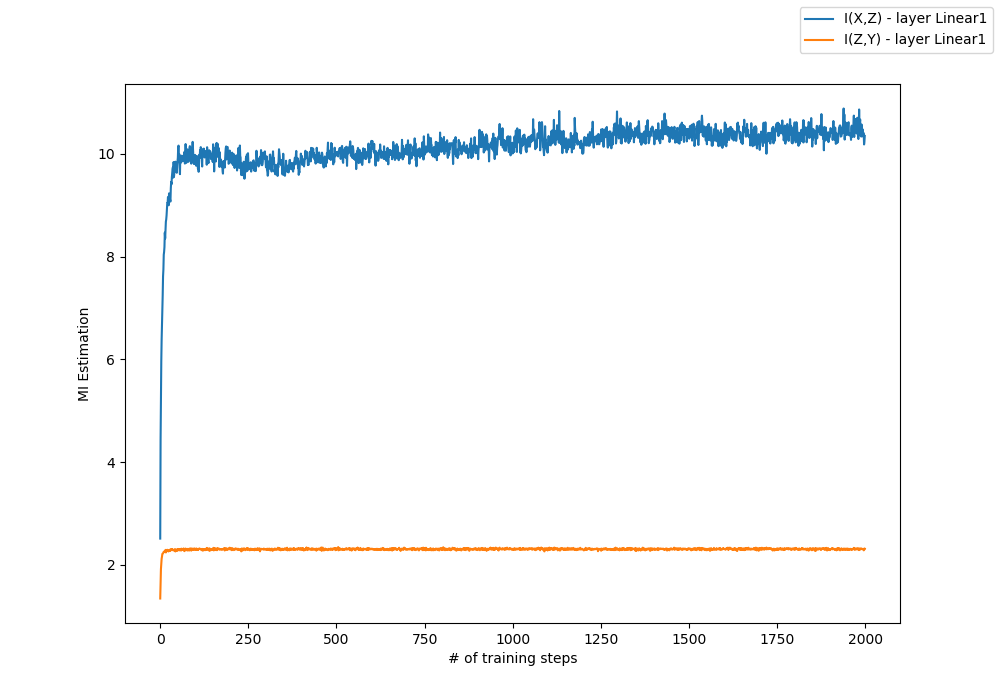 I(X,Z) - layer Linear1
I(Z,Y) - layer Linear1
10
8
6
4
2
MI Estimation
0 250 500 750 1000 1250 1500 1750 2000
# of training steps